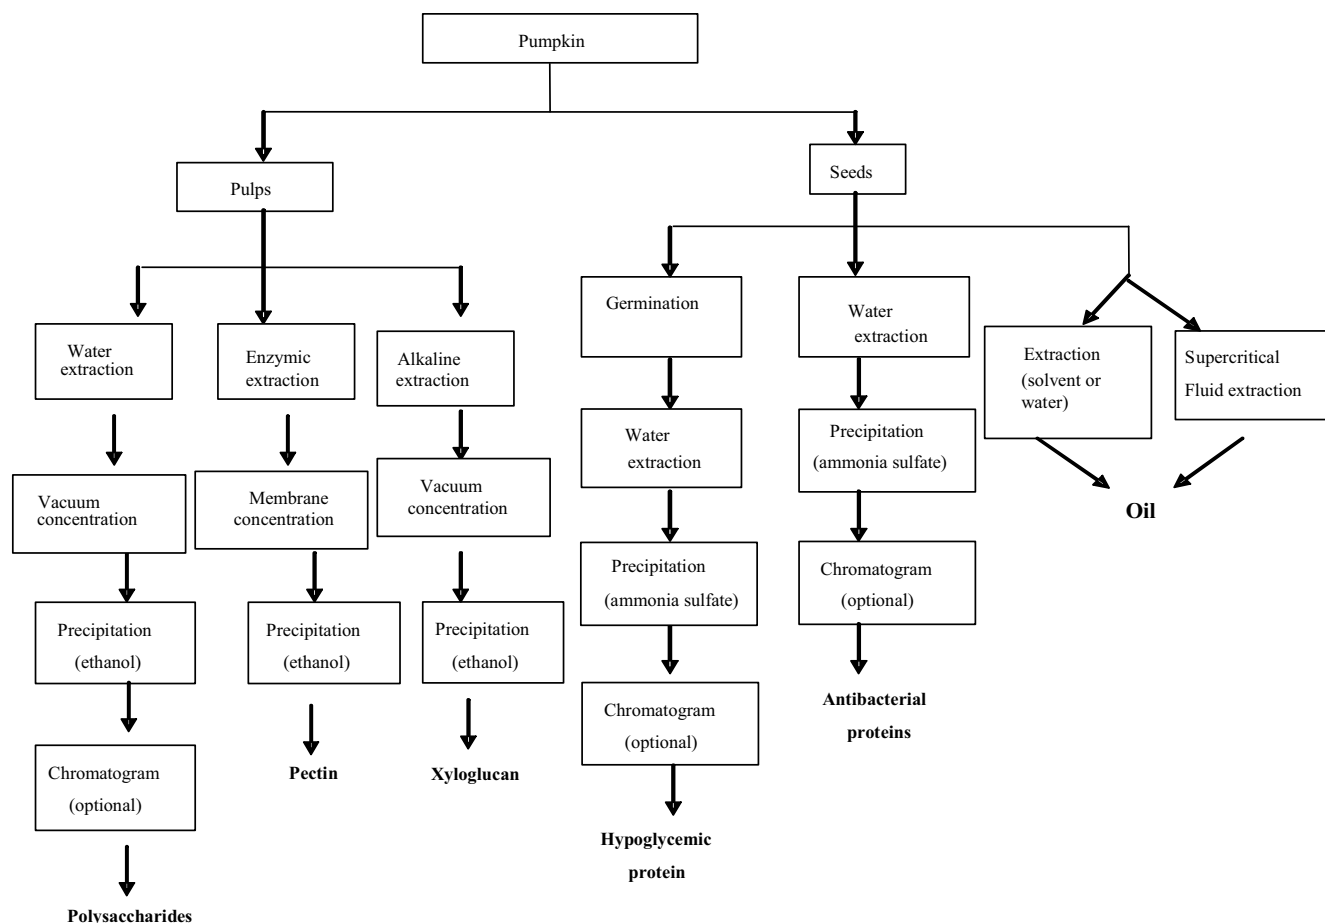 Pumpkin
Pulps
Seeds
Water
extraction
Enzymic
extraction
Alkaline
extraction
Germination
Water
extraction
Extraction
(solvent or
water)
Supercritical
Fluid extraction
Vacuum
concentration
Membrane
concentration
Vacuum
concentration
Water
extraction
Precipitation
(ammonia sulfate)
Oil
Precipitation
(ethanol)
Precipitation
(ethanol)
Precipitation
(ethanol)
Precipitation
(ammonia sulfate)
Chromatogram
(optional)
Chromatogram
(optional)
Pectin
Xyloglucan
Chromatogram
(optional)
Antibacterial
proteins
Polysaccharides
Hypoglycemic
protein